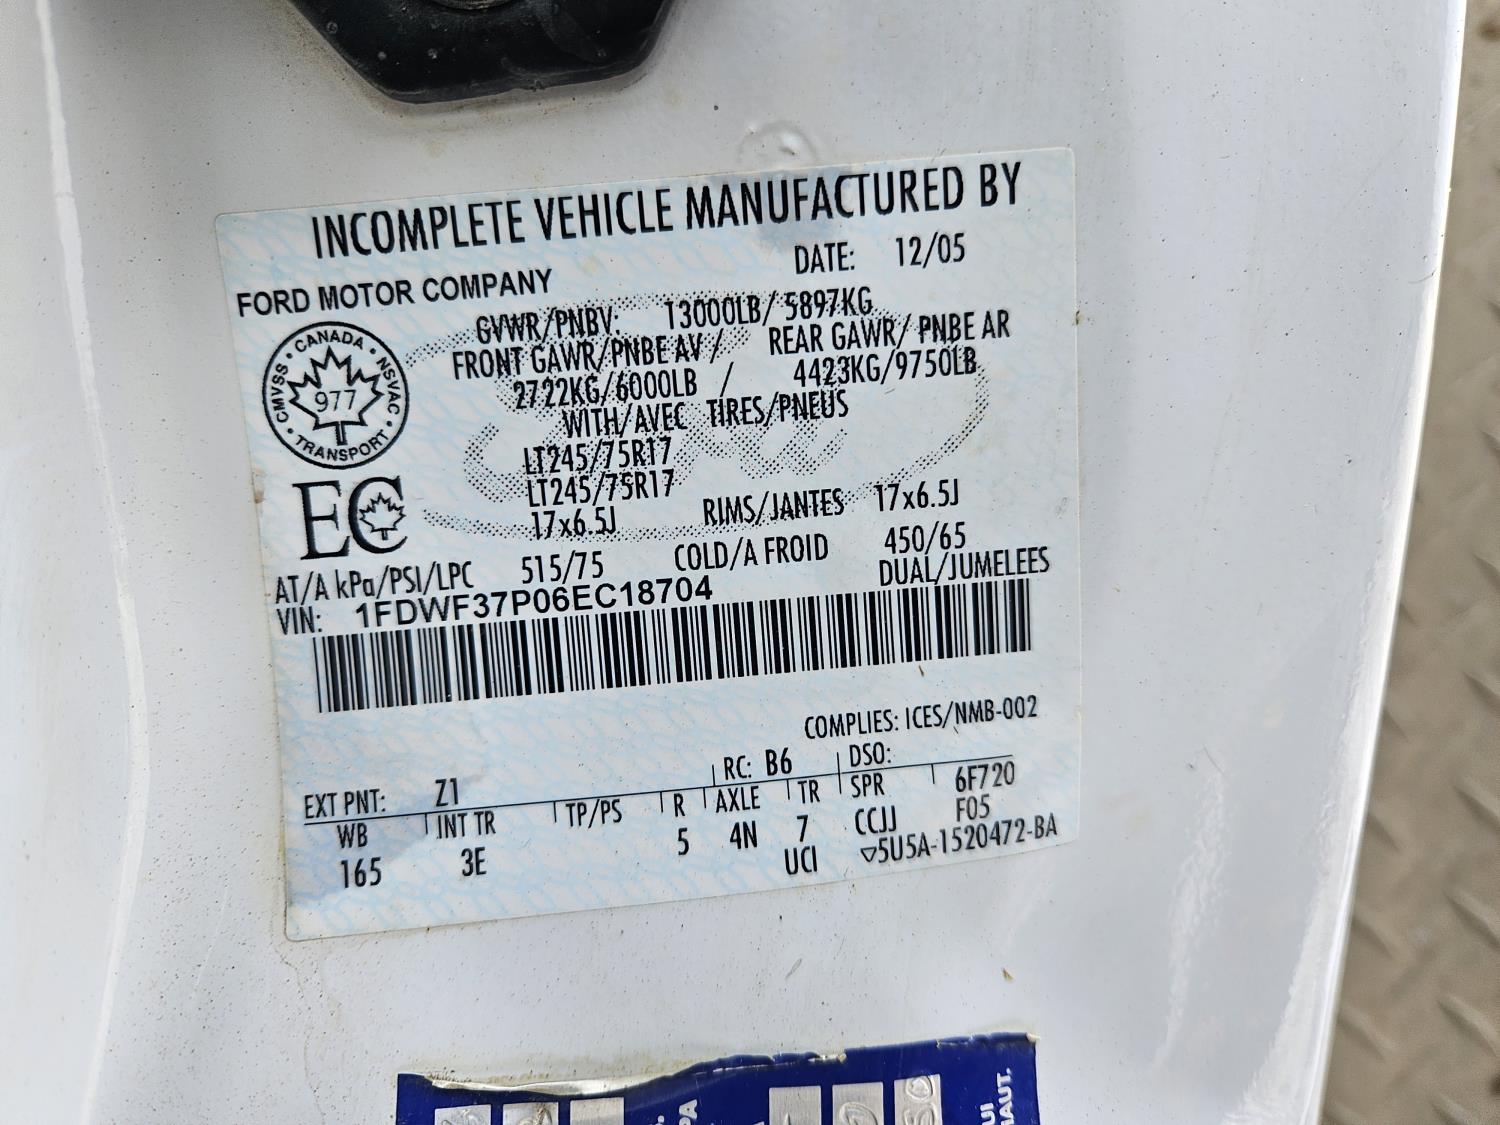 INCOMPLETE VEHICLE MANUFACTURED BY
FORD MOTOR COMPANY
DATE: 12/05
GVWR/PNBV: 13000LB/ 5897KG
FRONT GAWR/PNBE AV / REAR GAWR/ PNBE AR
2722KG/6000LB / 4423KG/9750LB
WITH/AVEC TIRES/PNEUS
LT245/75R17
LT245/75R17
17x6.5J RIMS/JANTES 17x6.5J
AT/A kPa/PSI/LPC 515/75 COLD/A FROID 450/65
DUAL/JUMELEES
CANADA • NSVAC • TRANSPORT • CMVSS •
977
EC
VIN: 1FDWF37P06EC18704
COMPLIES: ICES/NMB-002
EXT PNT: Z1 RC: B6 DSO:
WB INT TR TP/PS R AXLE TR SPR 6F720
165 3E 5 4N 7 CCJJ F05
UCI ▽5U5A-1520472-BA
PA
UI
HAUT.